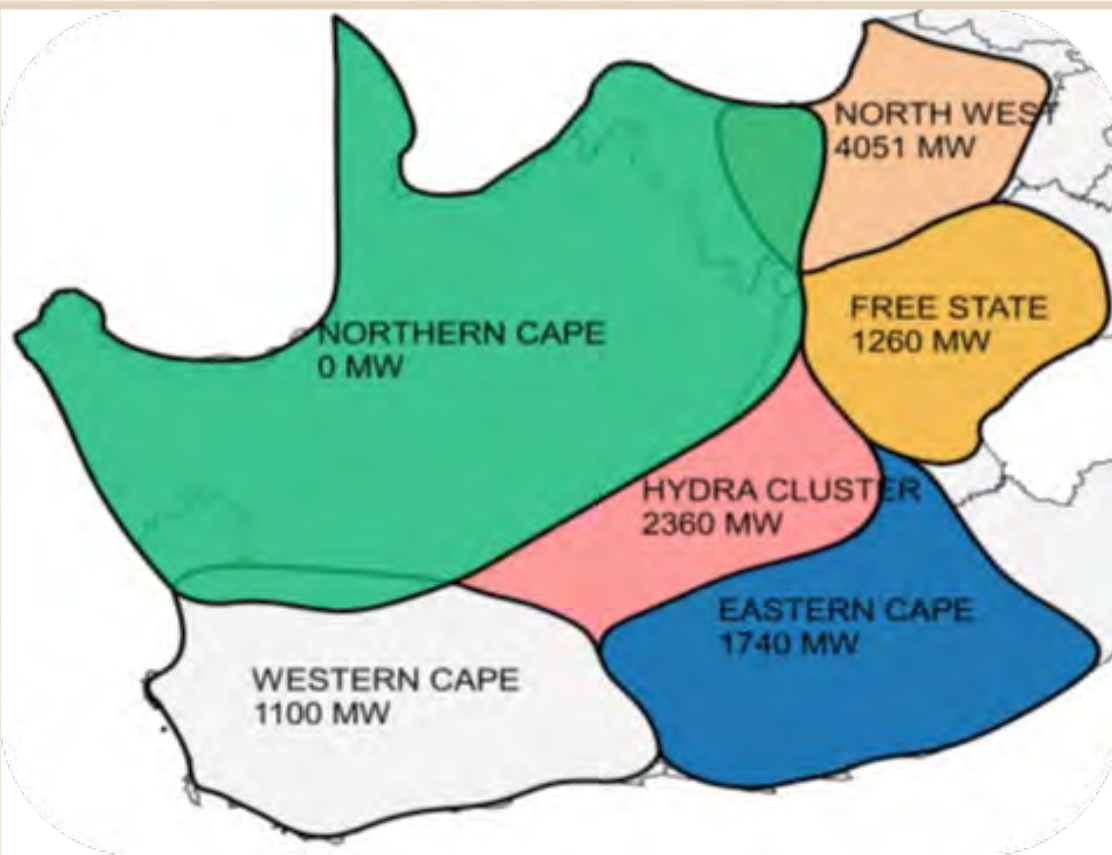 NORTH WEST
4051 MW
FREE STATE
1260 MW
NORTHERN CAPE
0 MW
HYDRA CLUSTER
2360 MW
EASTERN CAPE
1740 MW
WESTERN CAPE
1100 MW